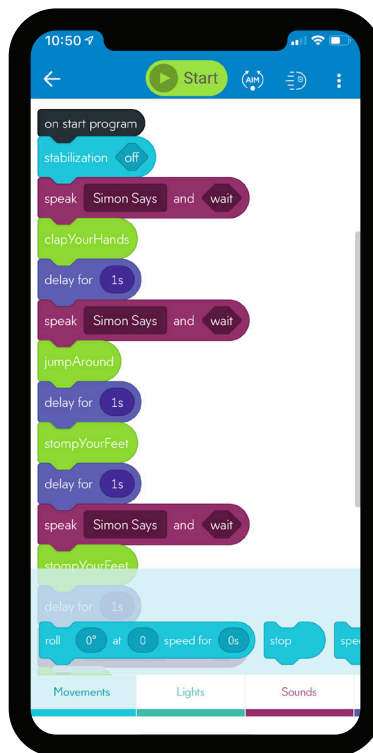 10:50
Start
AIM
on start program
stabilization off
speak Simon Says and wait
clapYourHands
delay for 1s
speak Simon Says and wait
jumpAround
delay for 1s
stompYourFeet
delay for 1s
speak Simon Says and wait
stompYourFeet
delay for 1s
roll 0° at 0 speed for 0s
stop
spe
Movements
Lights
Sounds